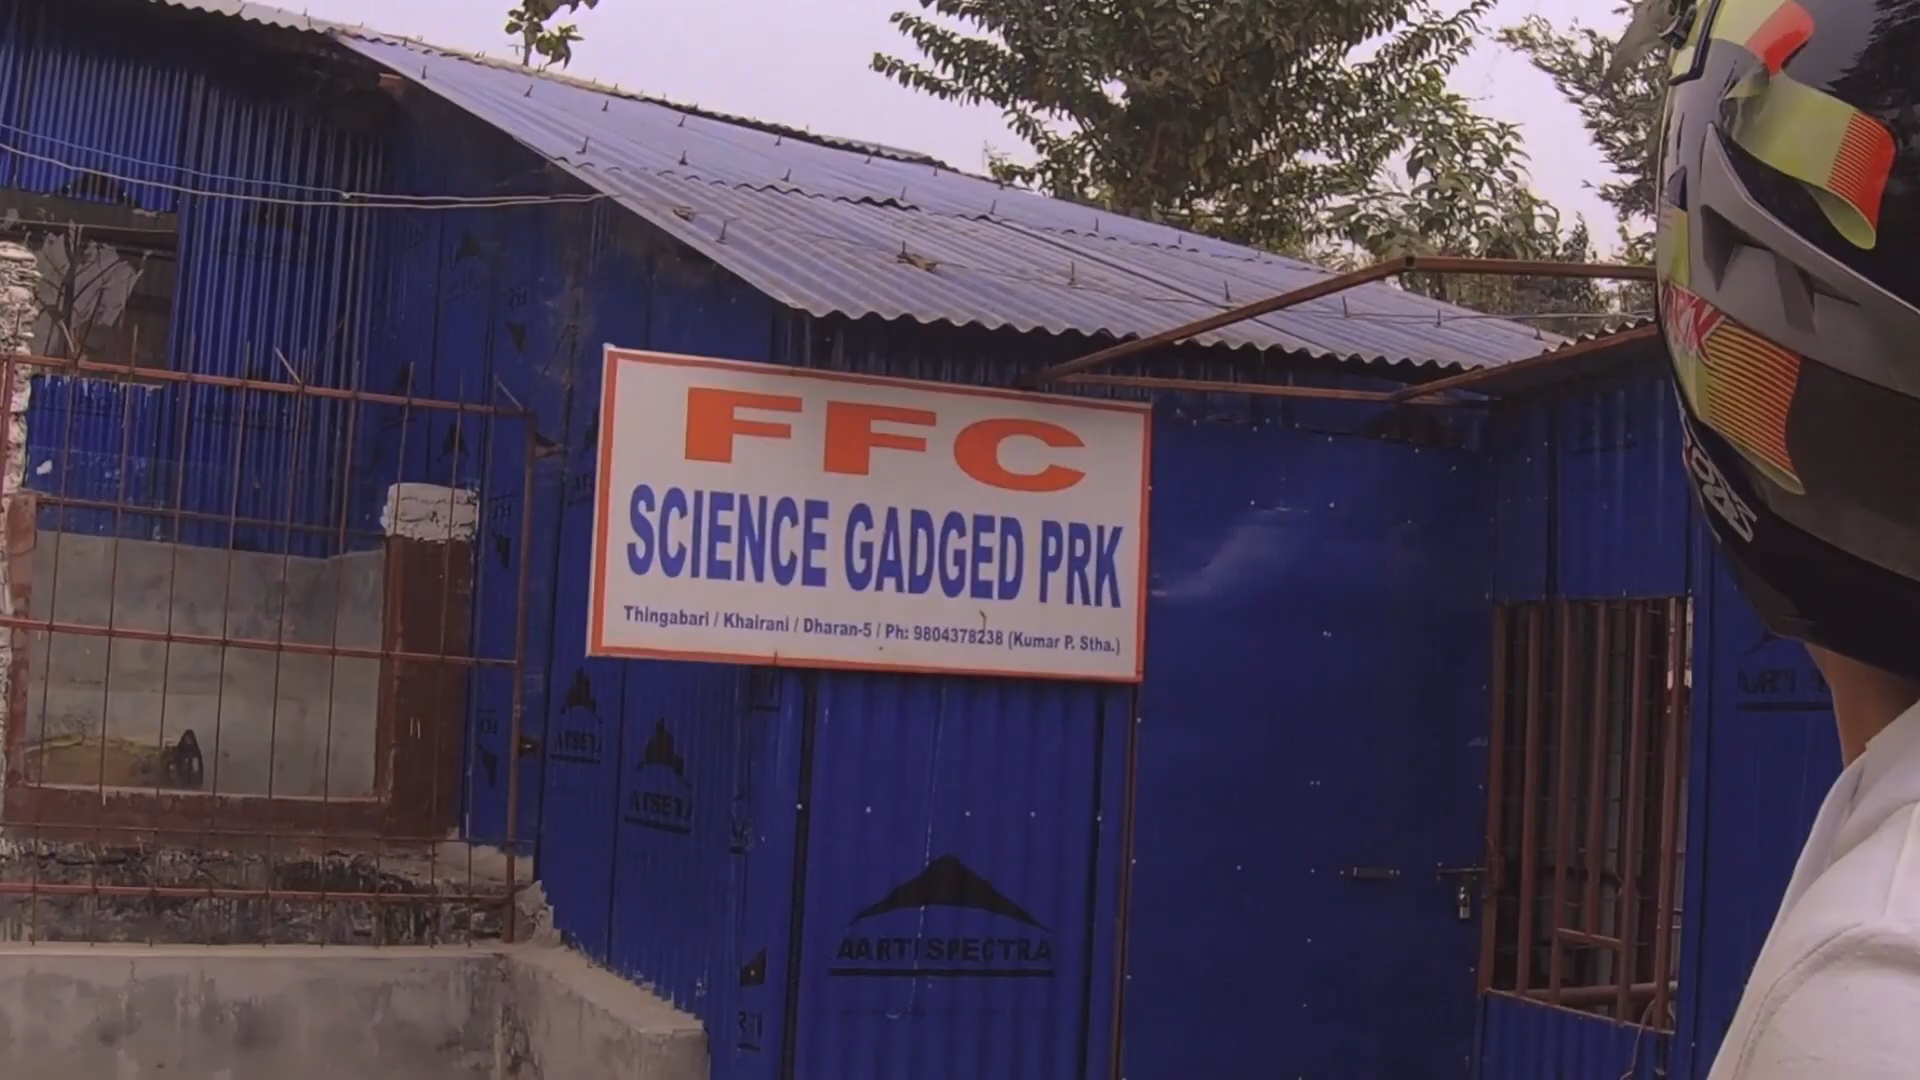 FFC
SCIENCE GADGED PRK
Thingabari / Khairani / Dharan-5 / Ph: 9804378238 (Kumar P. Stha.)
AARTI SPECTRA